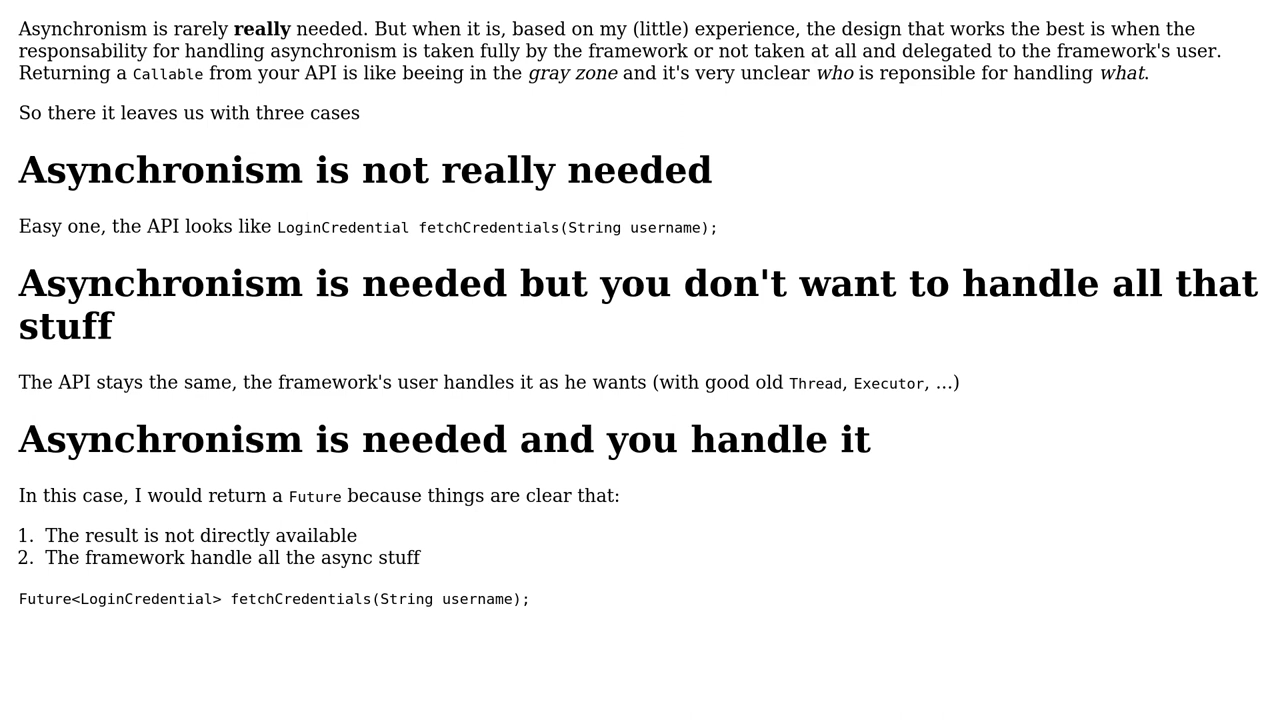 Asynchronism is rarely really needed. But when it is, based on my (little) experience, the design that works the best is when the
responsability for handling asynchronism is taken fully by the framework or not taken at all and delegated to the framework's user.
Returning a Callable from your API is like beeing in the gray zone and it's very unclear who is reponsible for handling what.
So there it leaves us with three cases
Asynchronism is not really needed
Easy one, the API looks like LoginCredential fetchCredentials(String username);
Asynchronism is needed but you don't want to handle all that
stuff
The API stays the same, the framework's user handles it as he wants (with good old Thread, Executor, ...)
Asynchronism is needed and you handle it
In this case, I would return a Future because things are clear that:
1. The result is not directly available
2. The framework handle all the async stuff
Future<LoginCredential> fetchCredentials(String username);